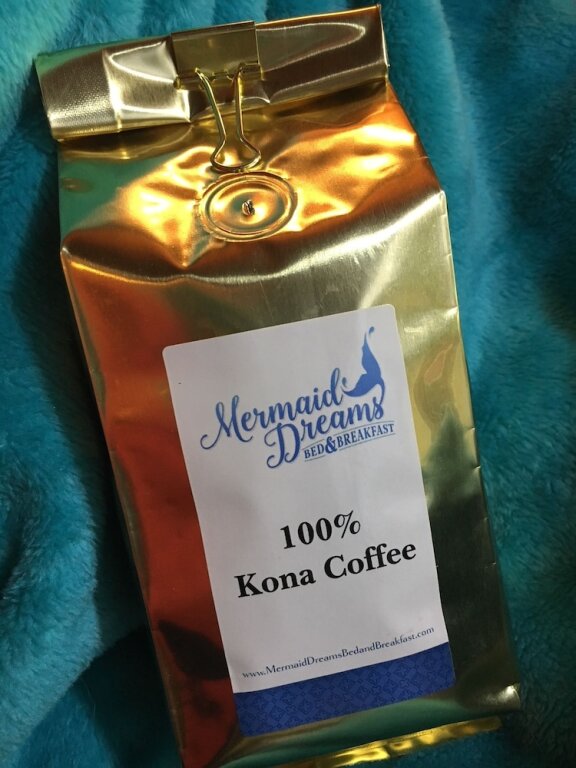 Mermaid
Dreams
BED & BREAKFAST
100%
Kona Coffee
www.MermaidDreamsBedandBreakfast.com